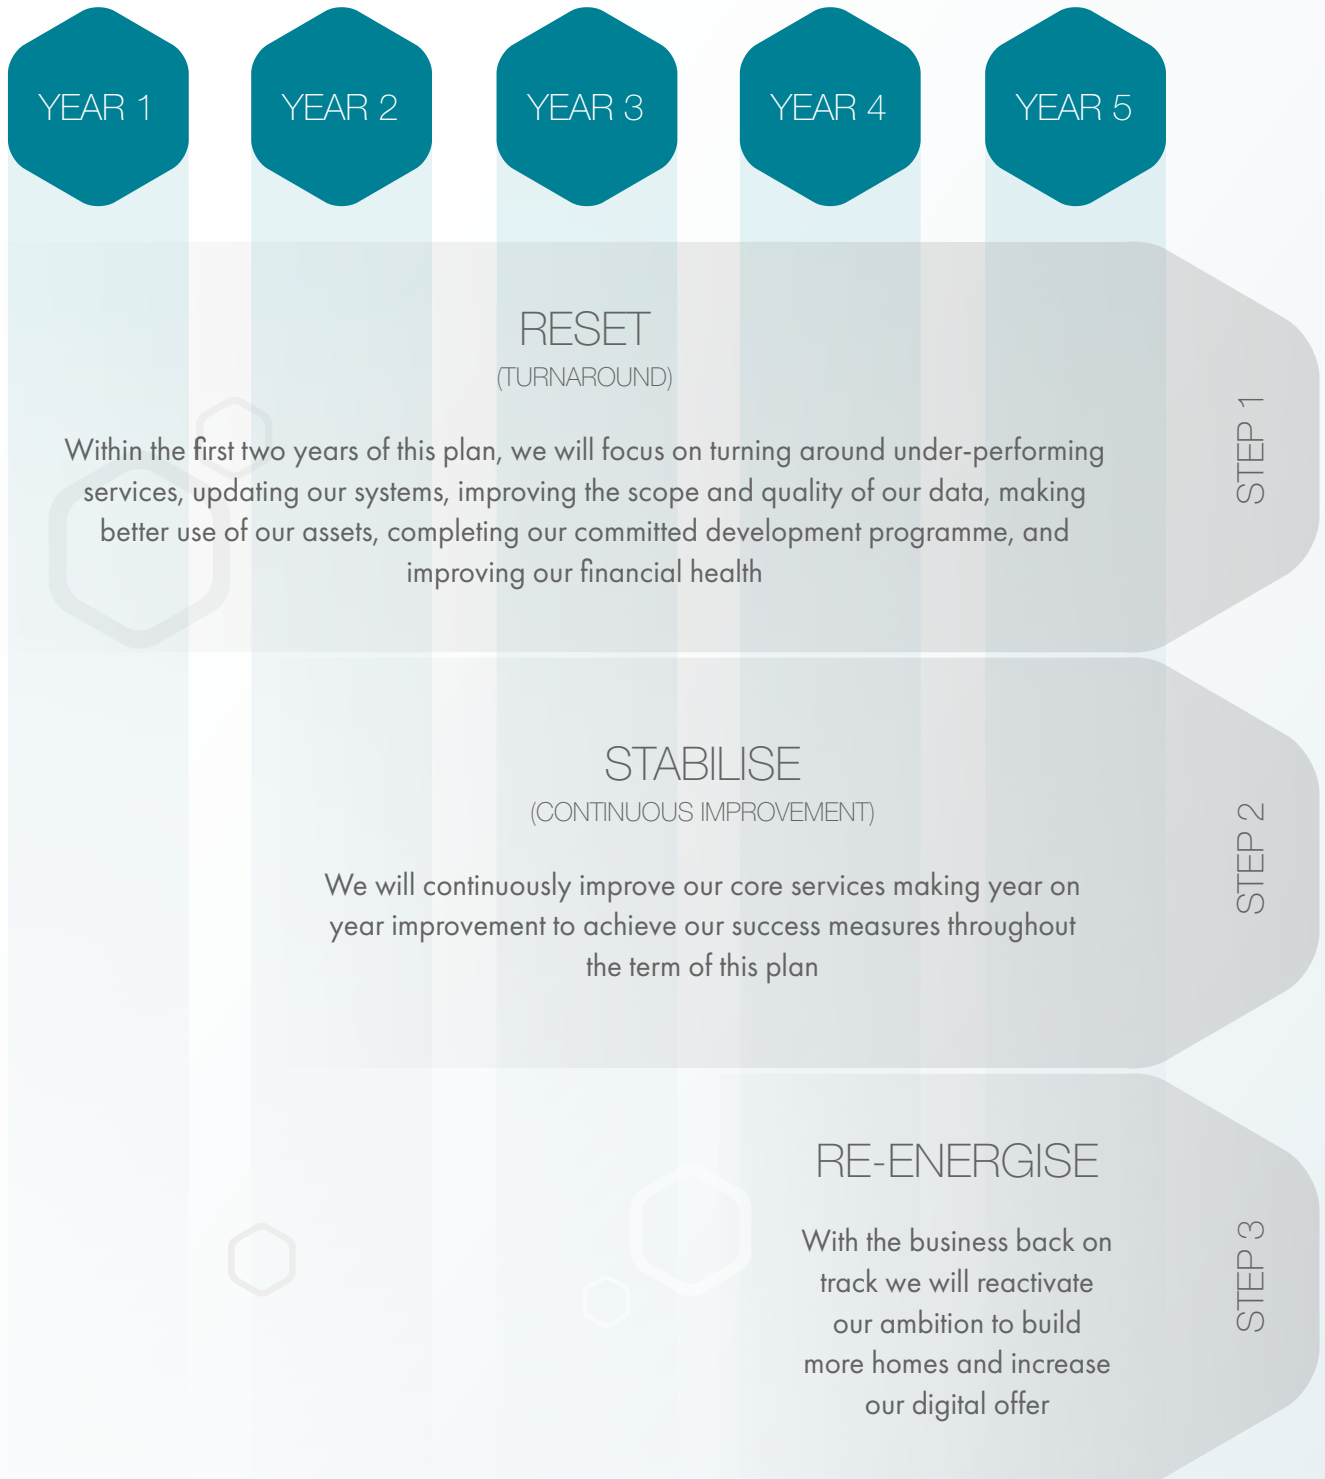 YEAR 1
YEAR 2
YEAR 3
YEAR 4
YEAR 5
RESET
(TURNAROUND)
Within the first two years of this plan, we will focus on turning around under-performing
services, updating our systems, improving the scope and quality of our data, making
better use of our assets, completing our committed development programme, and
improving our financial health
STEP 1
STABILISE
(CONTINUOUS IMPROVEMENT)
We will continuously improve our core services making year on
year improvement to achieve our success measures throughout
the term of this plan
STEP 2
RE-ENERGISE
With the business back on
track we will reactivate
our ambition to build
more homes and increase
our digital offer
STEP 3